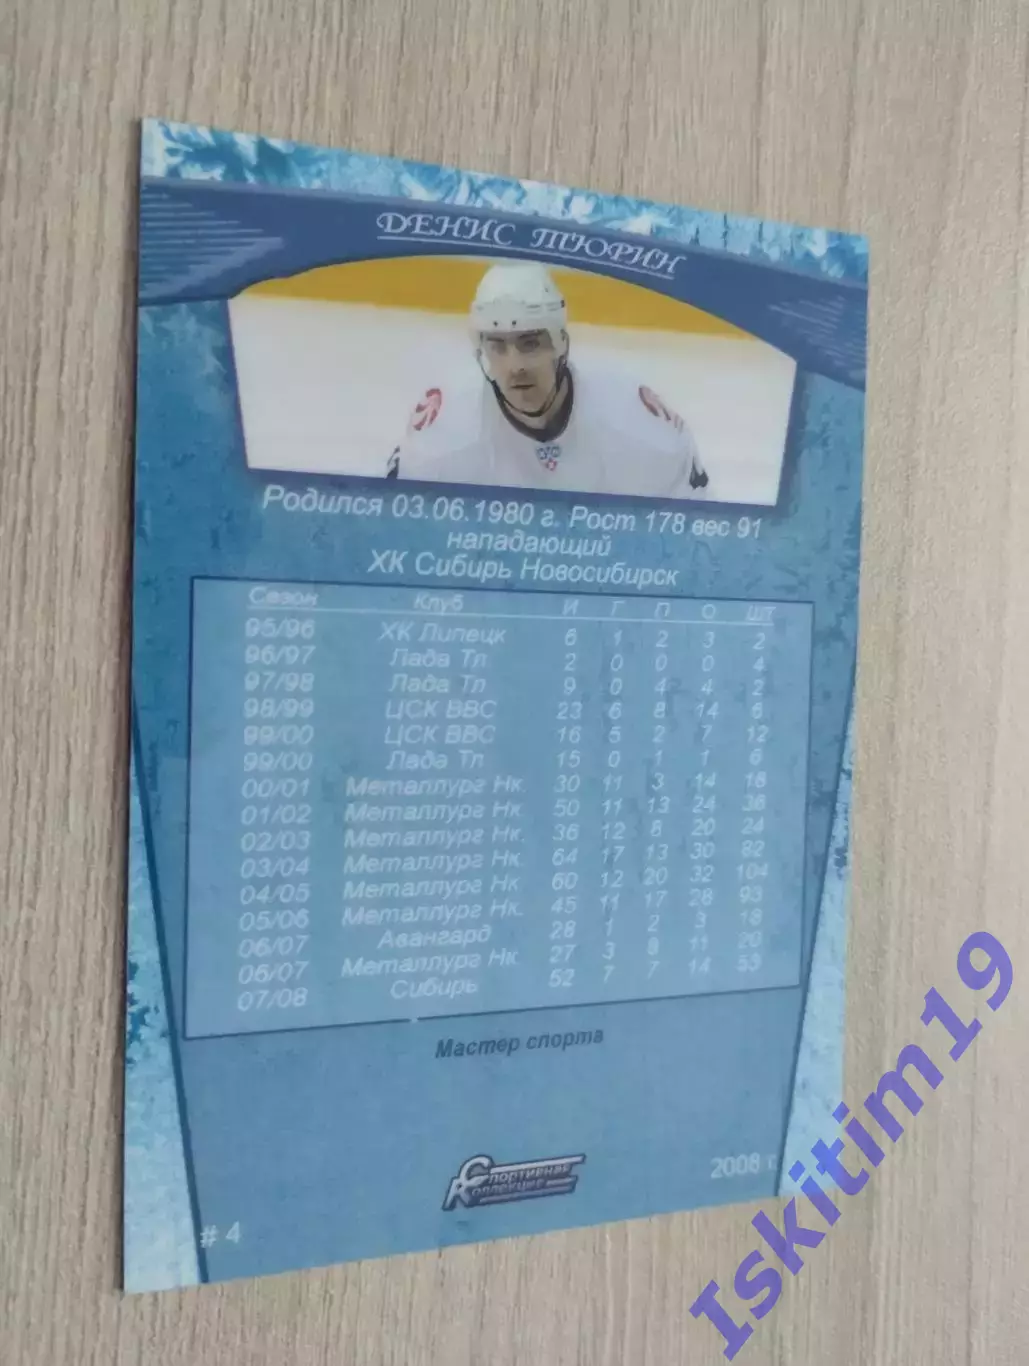 ДЕНИС ТЮРИН
Родился 03.06.1980 г. Рост 178 вес 91
нападающий
ХК Сибирь Новосибирск
Сезон Клуб И Г П О ШТ
95/96 ХК Липецк 6 1 2 3 2
96/97 Лада Тл 2 0 0 0 4
97/98 Лада Тл 9 0 4 4 2
98/99 ЦСК ВВС 23 6 8 14 6
99/00 ЦСК ВВС 16 5 2 7 12
99/00 Лада Тл 15 0 1 1 6
00/01 Металлург Нк. 30 11 3 14 18
01/02 Металлург Нк 50 11 13 24 36
02/03 Металлург Нк. 36 12 8 20 24
03/04 Металлург Нк. 64 17 13 30 82
04/05 Металлург Нк 60 12 20 32 104
05/06 Металлург Нк. 45 11 17 28 93
06/07 Авангард 28 1 2 3 18
06/07 Металлург Нк 27 3 8 11 20
07/08 Сибирь 52 7 7 14 53
Мастер спорта
Спортивная
Коллекция
2008 г.
# 4
Iskitim19